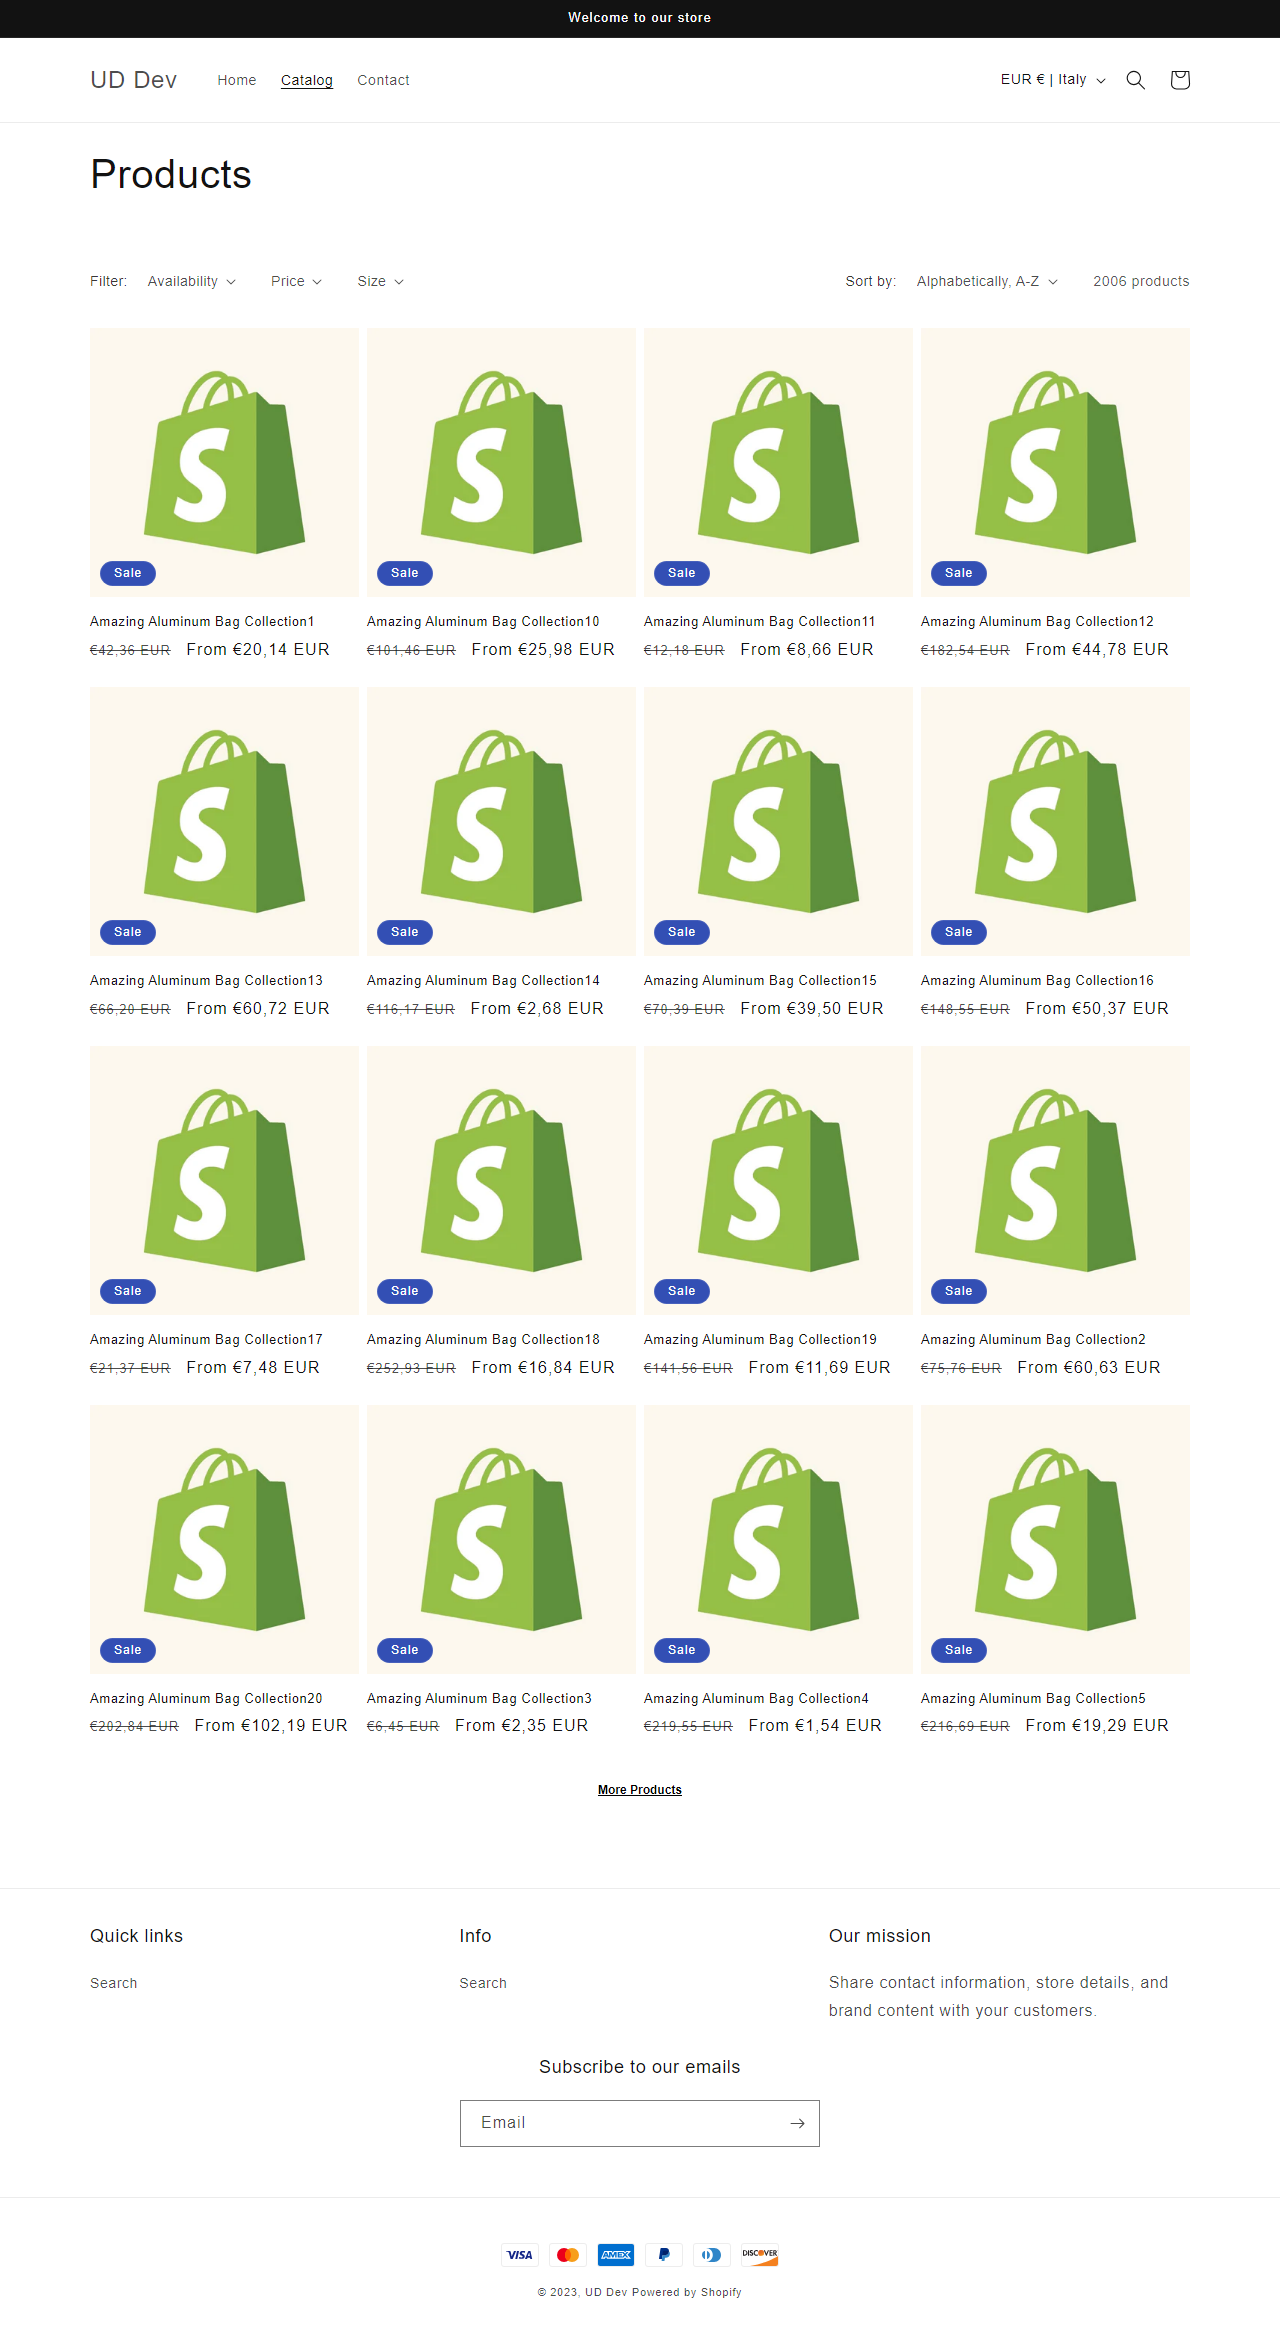 Welcome to our store
UD Dev Home Catalog Contact EUR € | Italy
Products
Filter: Availability Price Size Sort by: Alphabetically, A-Z 2006 products
S S S S
Sale Sale Sale Sale
Amazing Aluminum Bag Collection1 Amazing Aluminum Bag Collection10 Amazing Aluminum Bag Collection11 Amazing Aluminum Bag Collection12
€42,36 EUR From €20,14 EUR €101,46 EUR From €25,98 EUR €12,18 EUR From €8,66 EUR €182,54 EUR From €44,78 EUR
S S S S
Sale Sale Sale Sale
Amazing Aluminum Bag Collection13 Amazing Aluminum Bag Collection14 Amazing Aluminum Bag Collection15 Amazing Aluminum Bag Collection16
€66,20 EUR From €60,72 EUR €116,17 EUR From €2,68 EUR €70,39 EUR From €39,50 EUR €148,55 EUR From €50,37 EUR
S S S S
Sale Sale Sale Sale
Amazing Aluminum Bag Collection17 Amazing Aluminum Bag Collection18 Amazing Aluminum Bag Collection19 Amazing Aluminum Bag Collection2
€21,37 EUR From €7,48 EUR €252,93 EUR From €16,84 EUR €141,56 EUR From €11,69 EUR €75,76 EUR From €60,63 EUR
S S S S
Sale Sale Sale Sale
Amazing Aluminum Bag Collection20 Amazing Aluminum Bag Collection3 Amazing Aluminum Bag Collection4 Amazing Aluminum Bag Collection5
€202,84 EUR From €102,19 EUR €6,45 EUR From €2,35 EUR €219,55 EUR From €1,54 EUR €216,69 EUR From €19,29 EUR
More Products
Quick links Info Our mission
Search Search Share contact information, store details, and
brand content with your customers.
Subscribe to our emails
Email
VISA AMEX P DISCOVER
© 2023, UD Dev Powered by Shopify